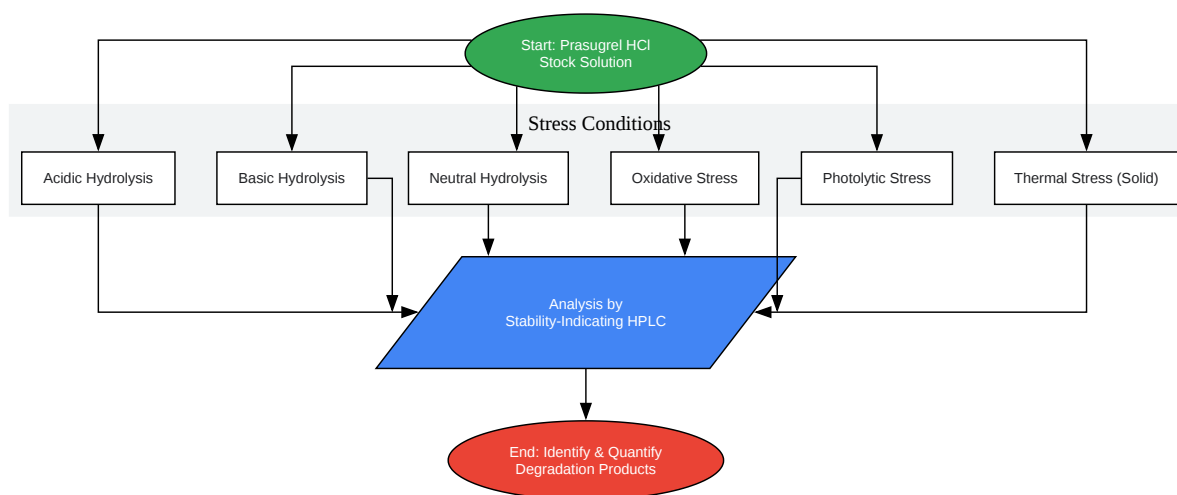 Start: Prasugrel HCl
Stock Solution
Stress Conditions
Acidic Hydrolysis
Basic Hydrolysis
Neutral Hydrolysis
Oxidative Stress
Photolytic Stress
Thermal Stress (Solid)
Analysis by
Stability-Indicating HPLC
End: Identify & Quantify
Degradation Products